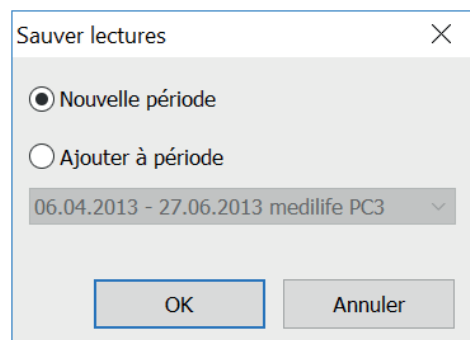 Sauver lectures
Nouvelle période
Ajouter à période
06.04.2013 - 27.06.2013 medilife PC3
OK Annuler